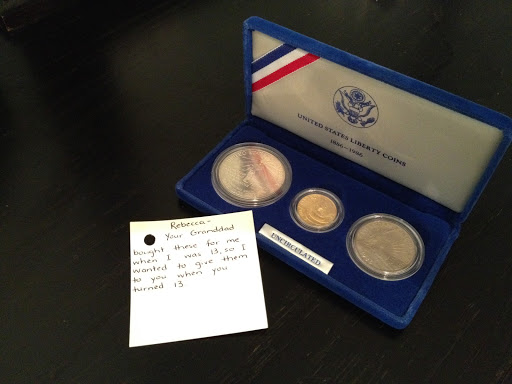 Rebecca-
Your Granddad
bought these for me
when I was 13, so I
wanted to give them
to you when you
turned 13
UNITED STATES LIBERTY COINS
1886-1986
UNCIRCULATED